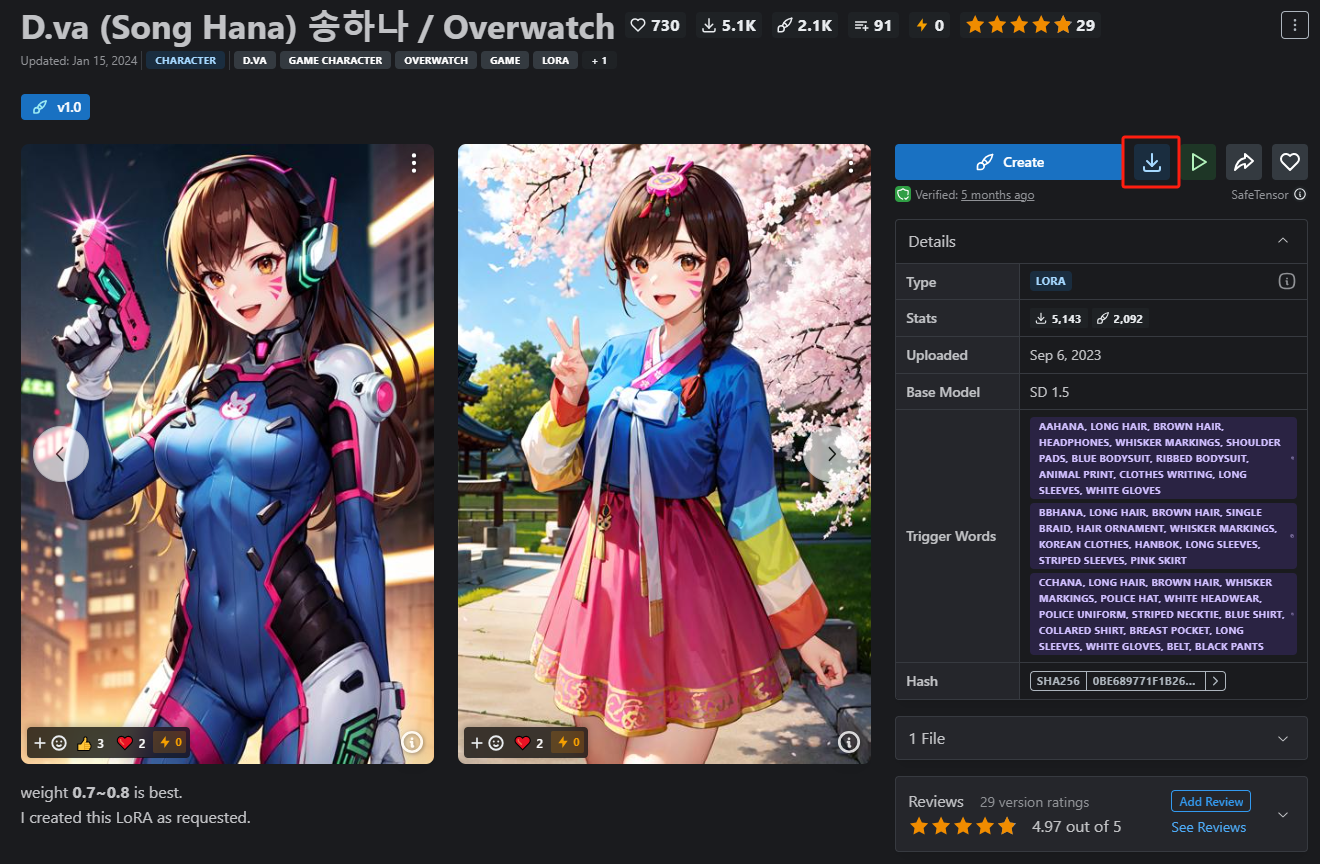 D.va (Song Hana) 송하나 / Overwatch 730 5.1K 2.1K 91 0 29
Updated: Jan 15, 2024 CHARACTER D.VA GAME CHARACTER OVERWATCH GAME LORA + 1
v1.0
Create
Verified: 5 months ago SafeTensor
Details
Type LORA
Stats 5,143 2,092
Uploaded Sep 6, 2023
Base Model SD 1.5
Trigger Words
AAHANA, LONG HAIR, BROWN HAIR,
HEADPHONES, WHISKER MARKINGS, SHOULDER
PADS, BLUE BODYSUIT, RIBBED BODYSUIT,
ANIMAL PRINT, CLOTHES WRITING, LONG
SLEEVES, WHITE GLOVES
BBHANA, LONG HAIR, BROWN HAIR, SINGLE
BRAID, HAIR ORNAMENT, WHISKER MARKINGS,
KOREAN CLOTHES, HANBOK, LONG SLEEVES,
STRIPED SLEEVES, PINK SKIRT
CCHANA, LONG HAIR, BROWN HAIR, WHISKER
MARKINGS, POLICE HAT, WHITE HEADWEAR,
POLICE UNIFORM, STRIPED NECKTIE, BLUE SHIRT,
COLLARED SHIRT, BREAST POCKET, LONG
SLEEVES, WHITE GLOVES, BELT, BLACK PANTS
Hash SHA256 0BE689771F1B26...
1 File
Reviews 29 version ratings Add Review
4.97 out of 5 See Reviews
3 2 0
2 0
weight 0.7~0.8 is best.
I created this LoRA as requested.